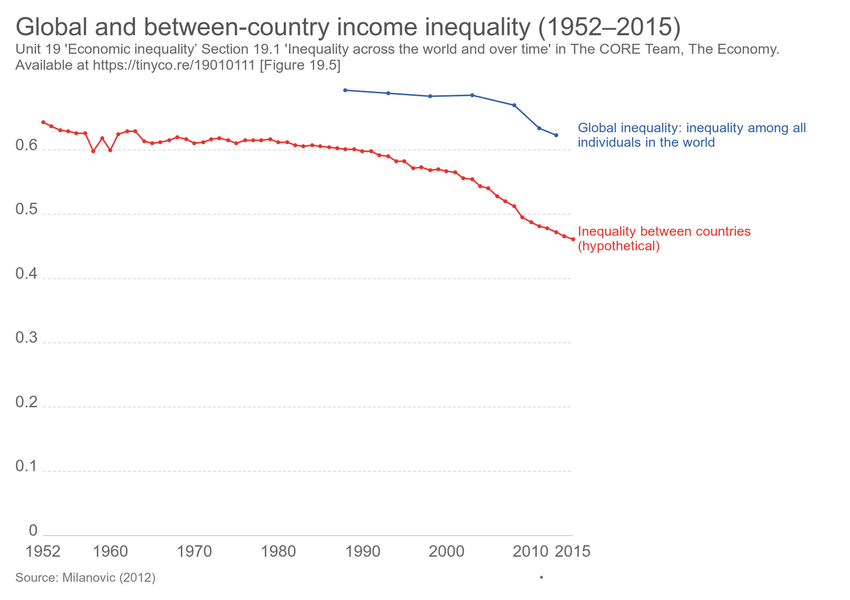 Global and between-country income inequality (1952–2015)
Unit 19 'Economic inequality' Section 19.1 'Inequality across the world and over time' in The CORE Team, The Economy.
Available at https://tinyco.re/19010111 [Figure 19.5]
Global inequality: inequality among all
individuals in the world
0.6
0.5
Inequality between countries
(hypothetical)
0.4
0.3
0.2
0.1
0
1952 1960 1970 1980 1990 2000 2010 2015
Source: Milanovic (2012)